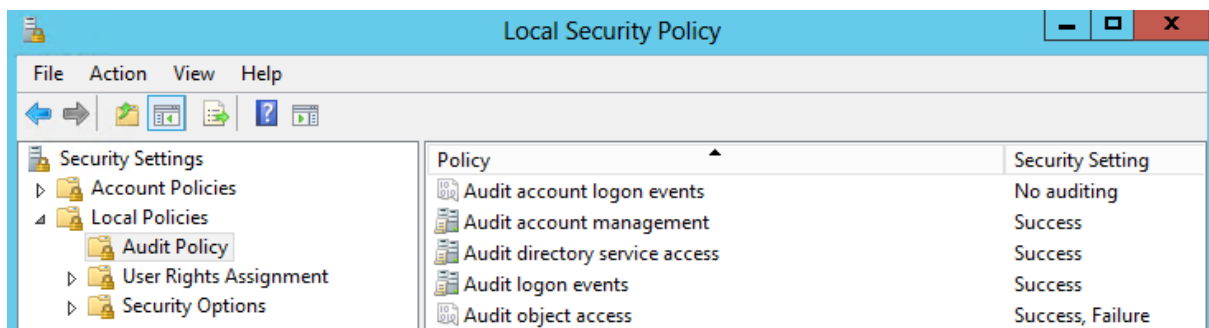 Local Security Policy
File Action View Help
Security Settings
Account Policies
Local Policies
Audit Policy
User Rights Assignment
Security Options
Policy Security Setting
Audit account logon events No auditing
Audit account management Success
Audit directory service access Success
Audit logon events Success
Audit object access Success, Failure